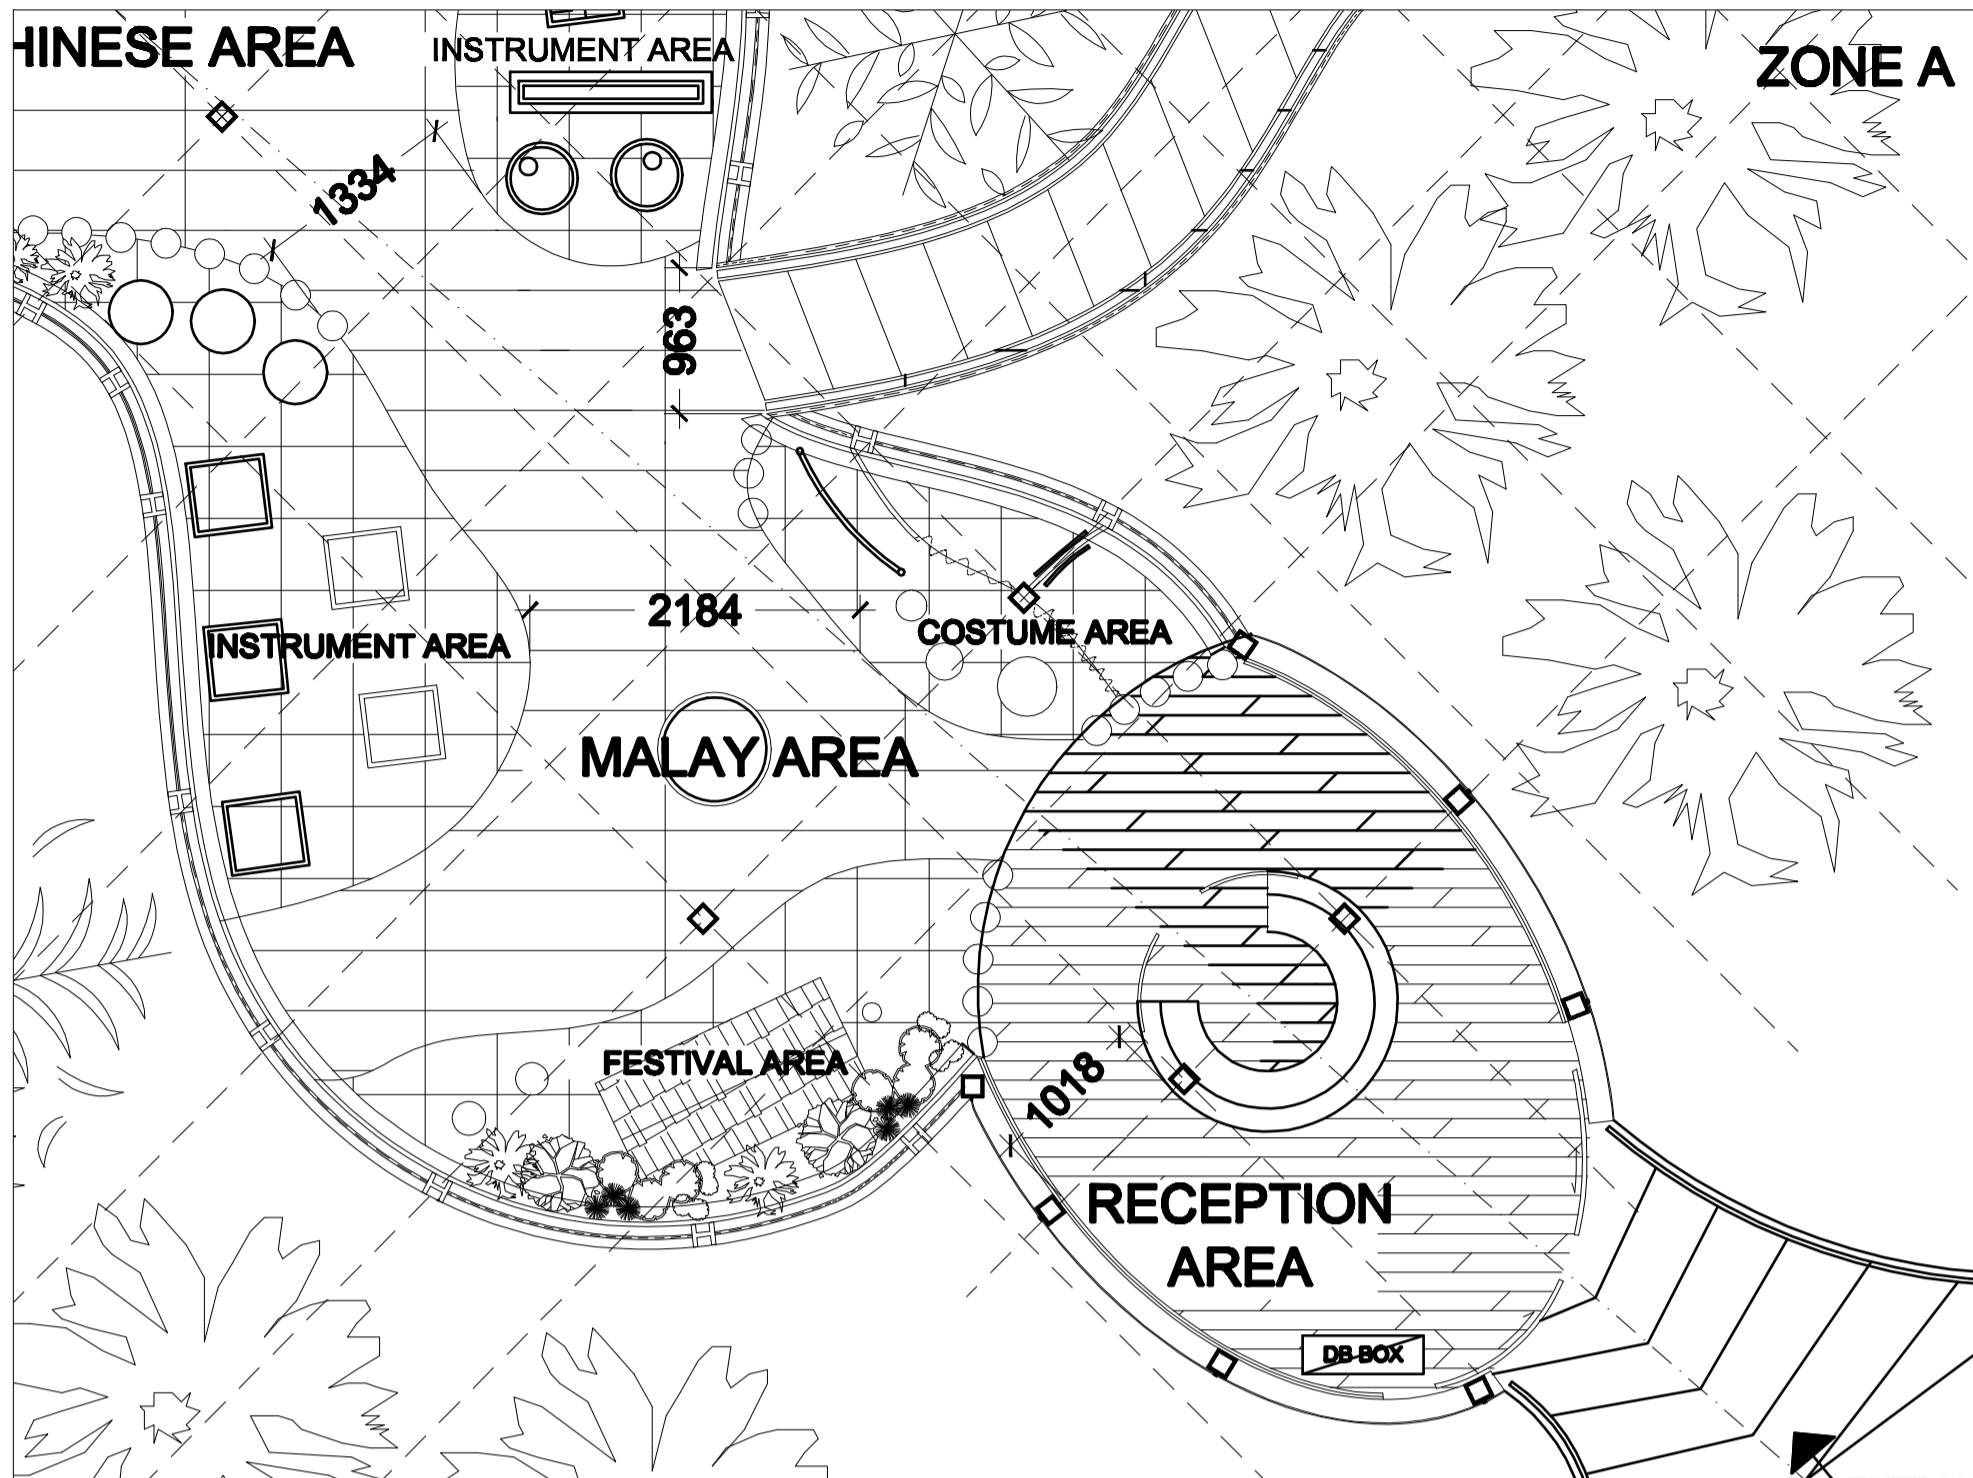 HINESE AREA
INSTRUMENT AREA
ZONE A
1334
963
2184
INSTRUMENT AREA
COSTUME AREA
MALAY AREA
FESTIVAL AREA
1018
RECEPTION
AREA
DB BOX